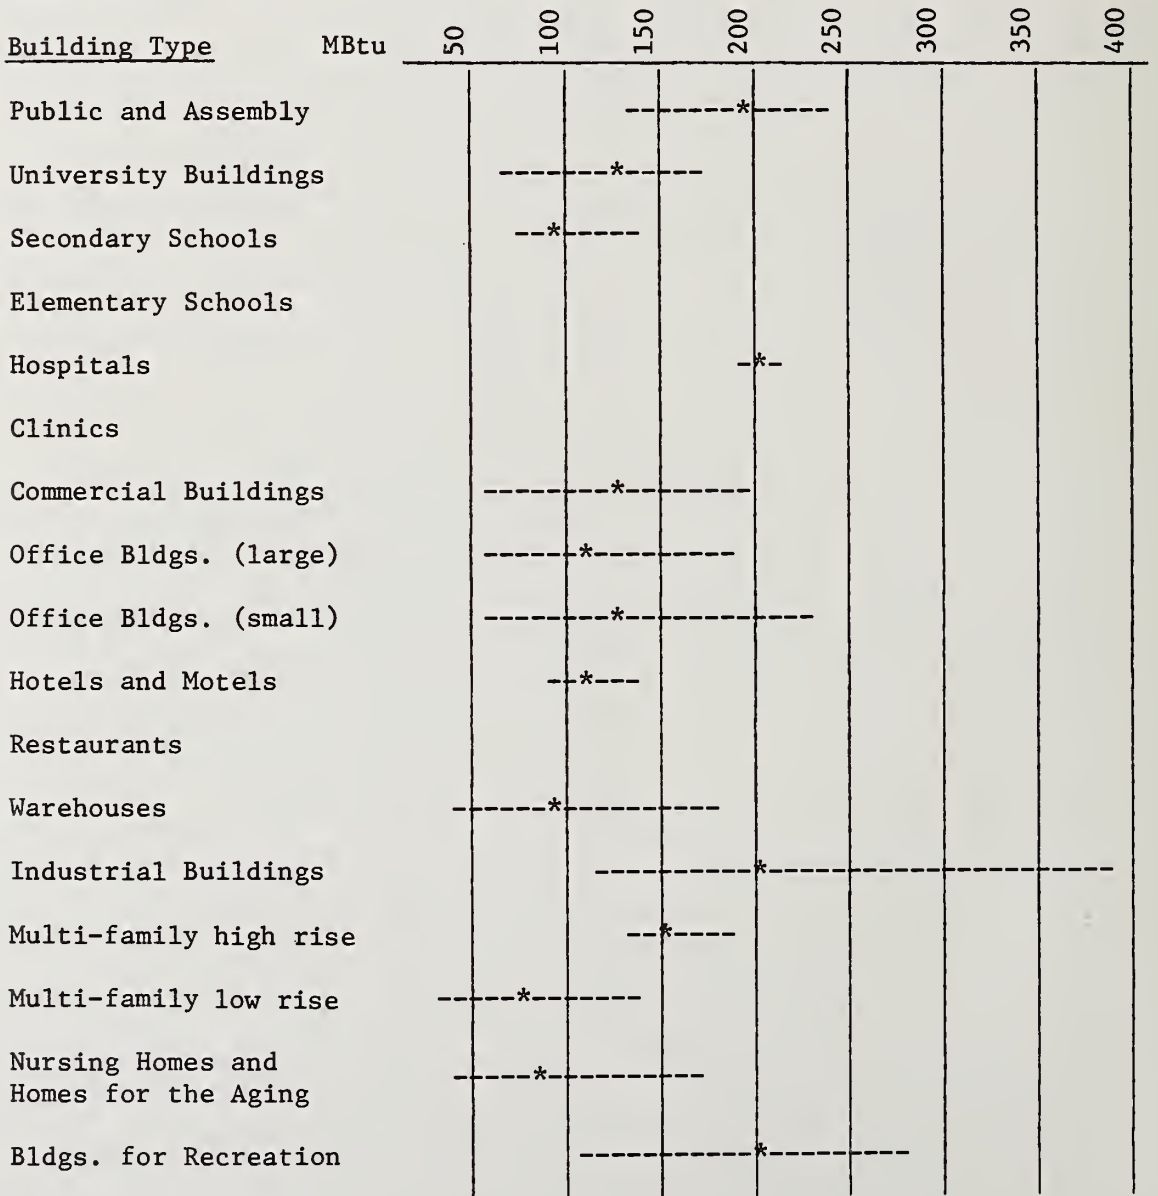 Building Type MBtu 50 100 150 200 250 300 350 400
Public and Assembly
University Buildings
Secondary Schools
Elementary Schools
Hospitals
Clinics
Commercial Buildings
Office Bldgs. (large)
Office Bldgs. (small)
Hotels and Motels
Restaurants
Warehouses
Industrial Buildings
Multi-family high rise
Multi-family low rise
Nursing Homes and
Homes for the Aging
Bldgs. for Recreation